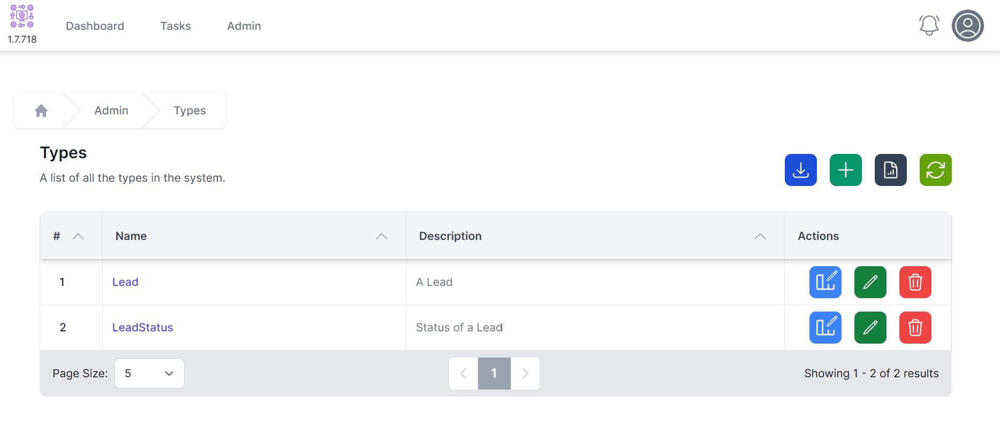 1.7.718
Dashboard Tasks Admin
Admin Types
Types
A list of all the types in the system.
# Name Description Actions
1 Lead A Lead
2 LeadStatus Status of a Lead
Page Size: 5 1 Showing 1 - 2 of 2 results